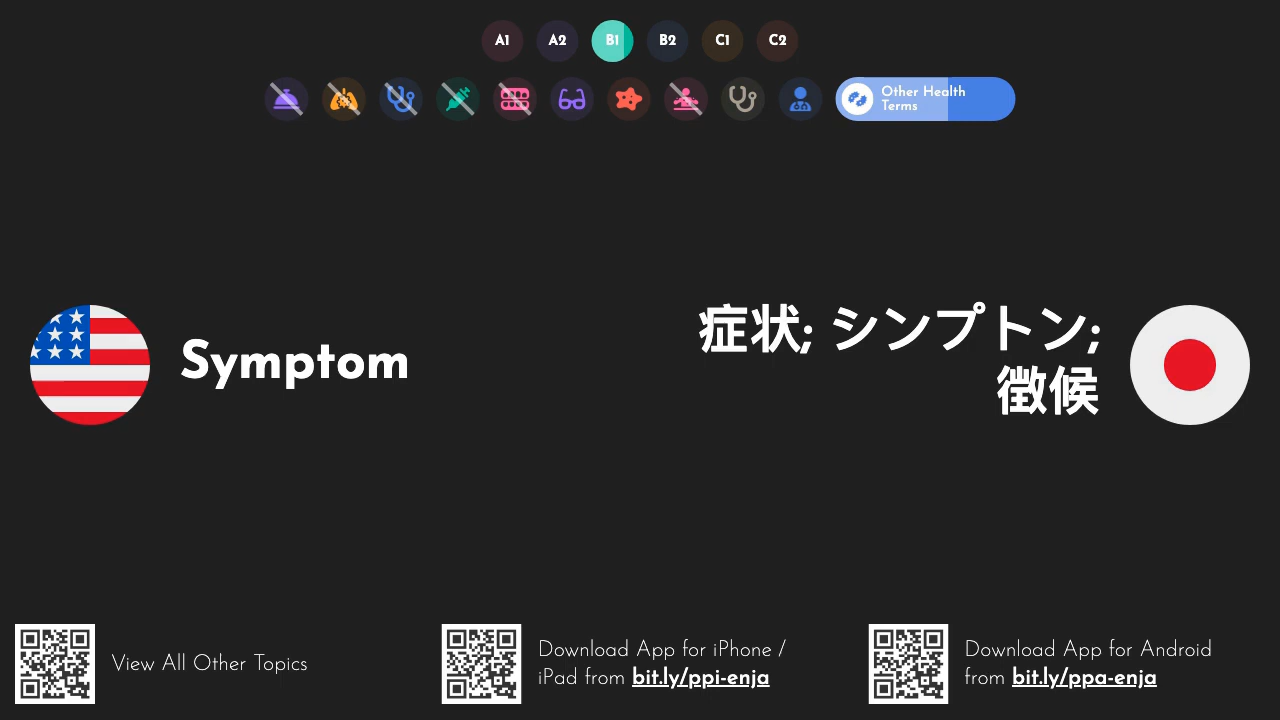 A1 A2 B1 B2 C1 C2
Other Health
Terms
Symptom
症状; シンプトン;
徴候
View All Other Topics
Download App for iPhone /
iPad from bit.ly/ppi-enja
Download App for Android
from bit.ly/ppa-enja